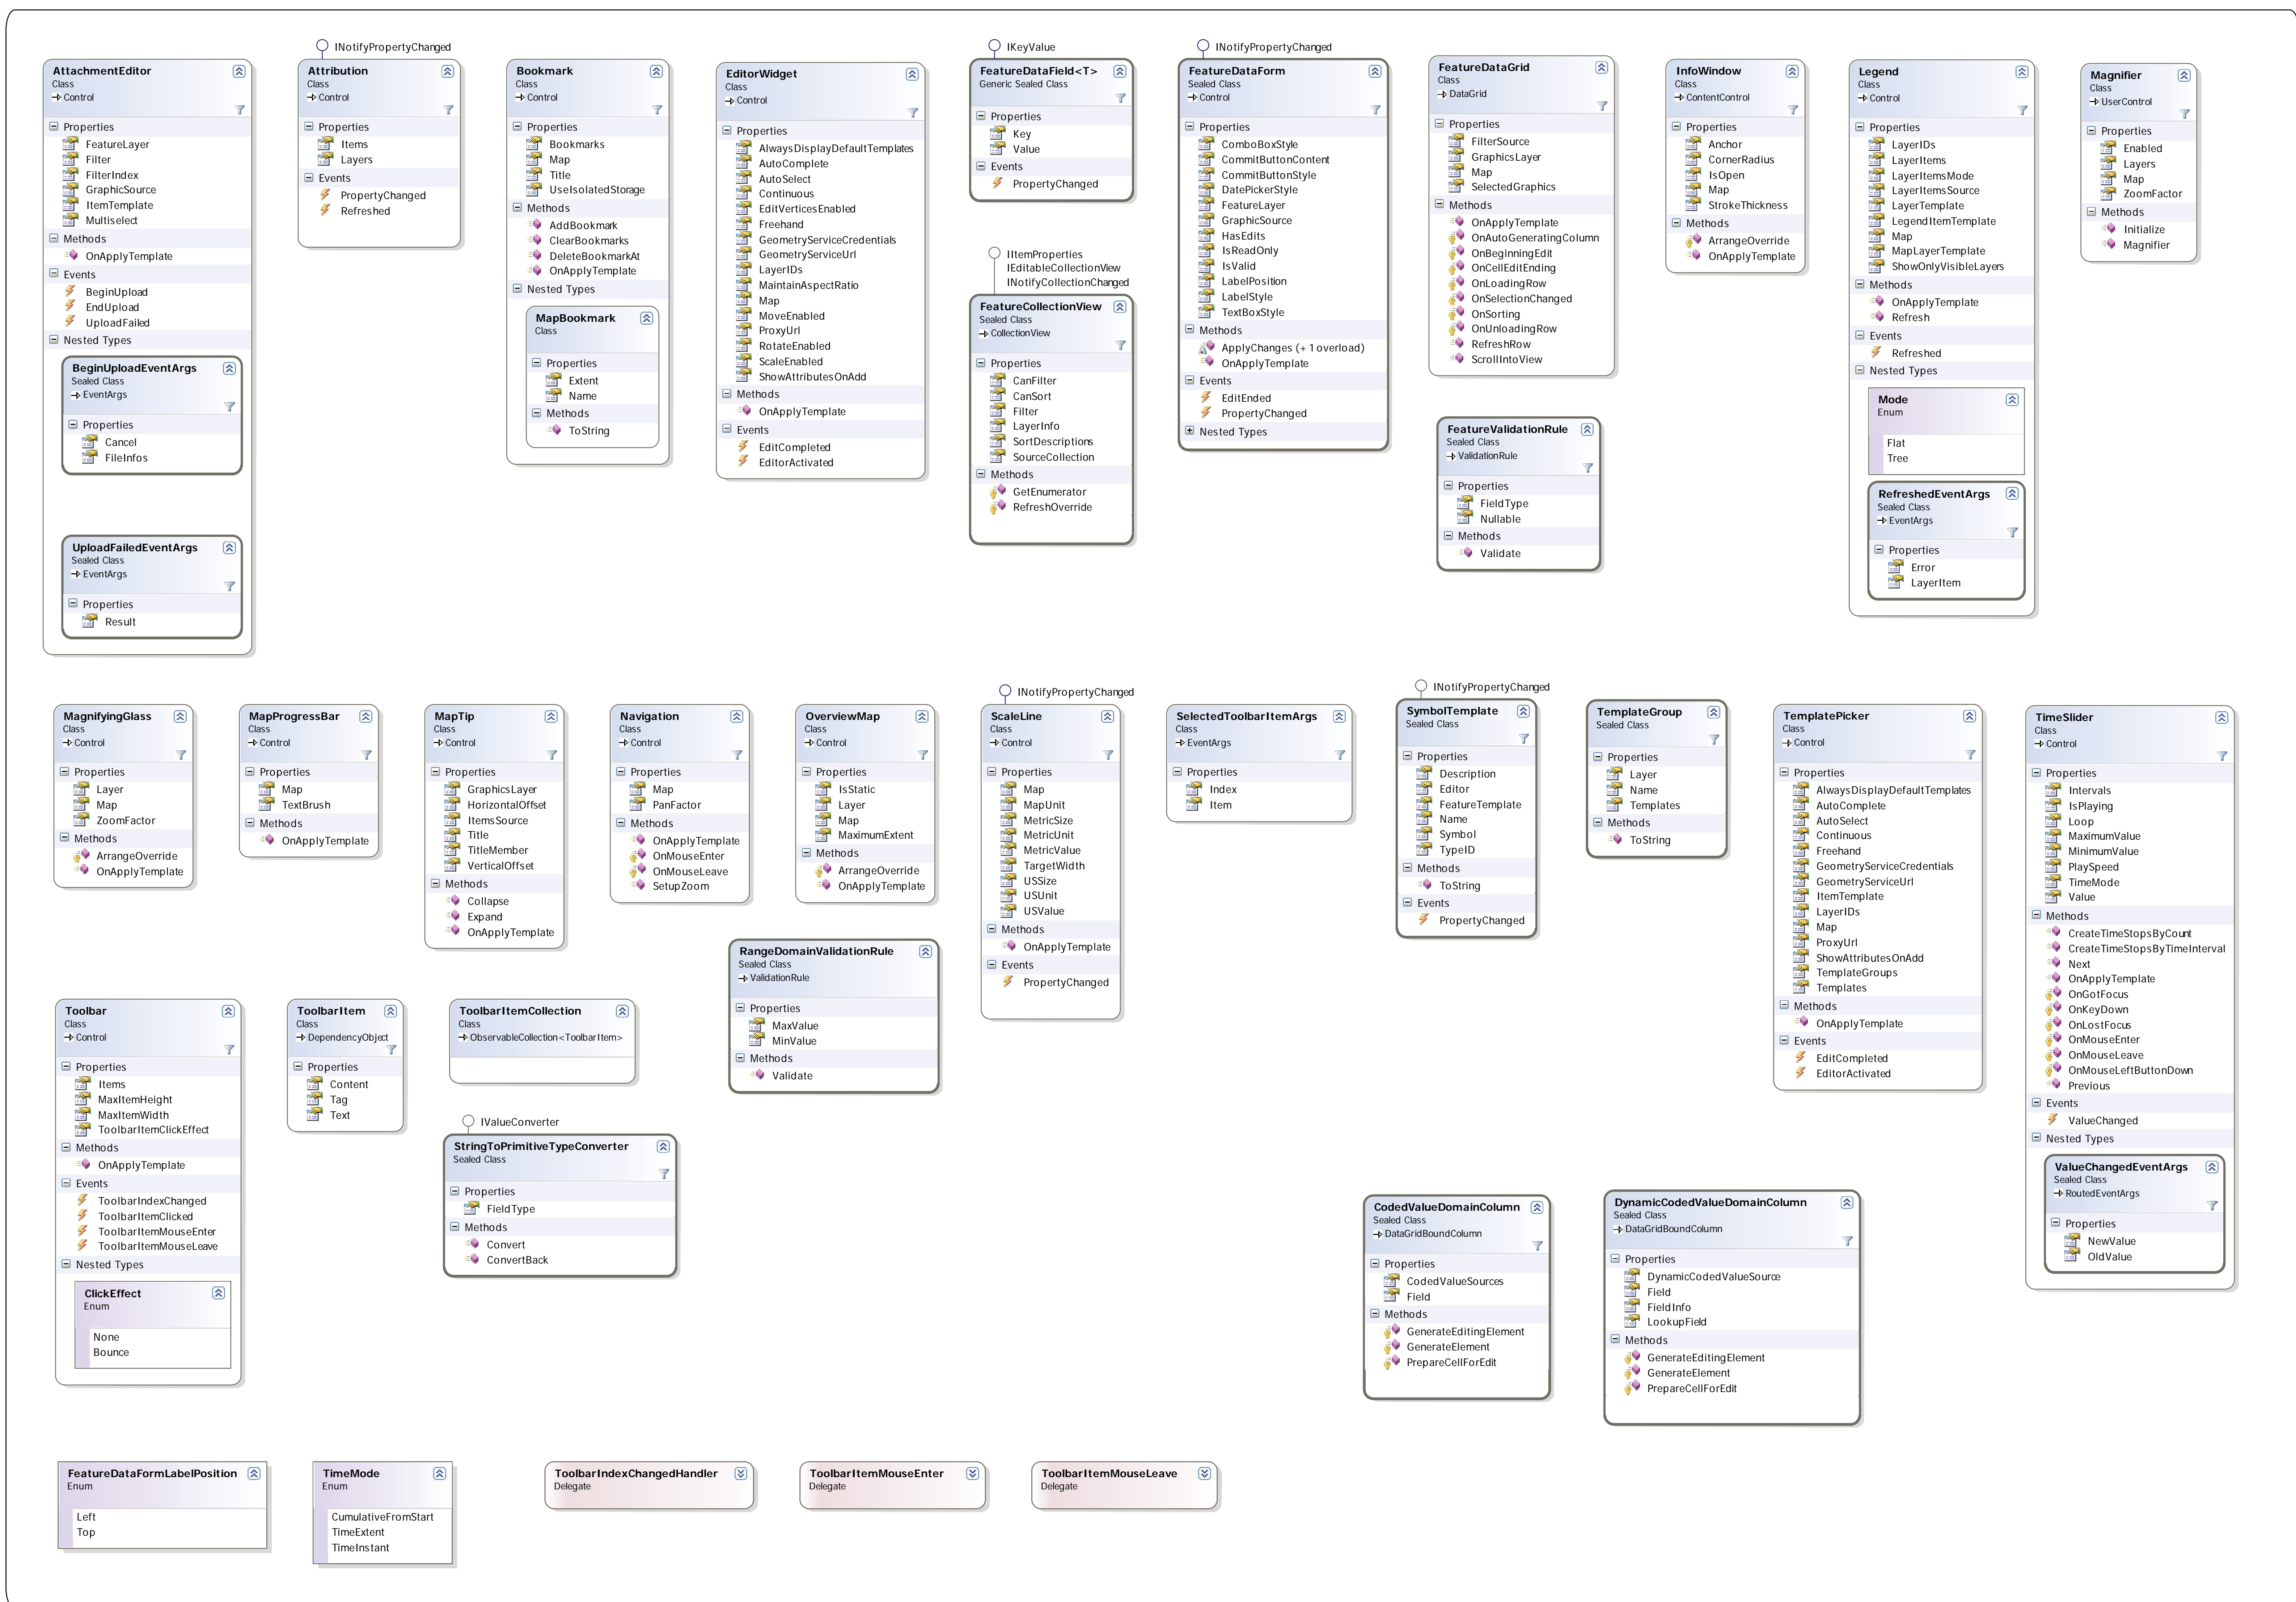 AttachmentEditor
Class
Control
Properties
FeatureLayer
Filter
FilterIndex
GraphicSource
ItemTemplate
Multiselect
Methods
OnApplyTemplate
Events
BeginUpload
EndUpload
UploadFailed
Nested Types
BeginUploadEventArgs
Sealed Class
EventArgs
Properties
Cancel
FileInfos
UploadFailedEventArgs
Sealed Class
EventArgs
Properties
Result
INotifyPropertyChanged
Attribution
Class
Control
Properties
Items
Layers
Events
PropertyChanged
Refreshed
Bookmark
Class
Control
Properties
Bookmarks
Map
Title
UseIsolatedStorage
Methods
AddBookmark
ClearBookmarks
DeleteBookmarkAt
OnApplyTemplate
Nested Types
MapBookmark
Class
Properties
Extent
Name
Methods
ToString
EditorWidget
Class
Control
Properties
AlwaysDisplayDefaultTemplates
AutoComplete
AutoSelect
Continuous
EditVerticesEnabled
Freehand
GeometryServiceCredentials
GeometryServiceUrl
LayerIDs
MaintainAspectRatio
Map
MoveEnabled
ProxyUrl
RotateEnabled
ScaleEnabled
ShowAttributesOnAdd
Methods
OnApplyTemplate
Events
EditCompleted
EditorActivated
IKeyValue
FeatureDataField<T>
Generic Sealed Class
Properties
Key
Value
Events
PropertyChanged
IItemProperties
IEditableCollectionView
INotifyCollectionChanged
FeatureCollectionView
Sealed Class
CollectionView
Properties
CanFilter
CanSort
Filter
LayerInfo
SortDescriptions
SourceCollection
Methods
GetEnumerator
RefreshOverride
INotifyPropertyChanged
FeatureDataForm
Sealed Class
Control
Properties
ComboBoxStyle
CommitButtonContent
CommitButtonStyle
DatePickerStyle
FeatureLayer
GraphicSource
HasEdits
IsReadOnly
IsValid
LabelPosition
LabelStyle
TextBoxStyle
Methods
ApplyChanges (+ 1 overload)
OnApplyTemplate
Events
EditEnded
PropertyChanged
Nested Types
FeatureDataGrid
Class
DataGrid
Properties
FilterSource
GraphicsLayer
Map
SelectedGraphics
Methods
OnApplyTemplate
OnAutoGeneratingColumn
OnBeginningEdit
OnCellEditEnding
OnLoadingRow
OnSelectionChanged
OnSorting
OnUnloadingRow
RefreshRow
ScrollIntoView
FeatureValidationRule
Sealed Class
ValidationRule
Properties
FieldType
Nullable
Methods
Validate
InfoWindow
Class
ContentControl
Properties
Anchor
CornerRadius
IsOpen
Map
StrokeThickness
Methods
ArrangeOverride
OnApplyTemplate
Legend
Class
Control
Properties
LayerIDs
LayerItems
LayerItemsMode
LayerItemsSource
LayerTemplate
LegendItemTemplate
Map
MapLayerTemplate
ShowOnlyVisibleLayers
Methods
OnApplyTemplate
Refresh
Events
Refreshed
Nested Types
Mode
Enum
Flat
Tree
RefreshedEventArgs
Sealed Class
EventArgs
Properties
Error
LayerItem
Magnifier
Class
UserControl
Properties
Enabled
Layers
Map
ZoomFactor
Methods
Initialize
Magnifier
MagnifyingGlass
Class
Control
Properties
Layer
Map
ZoomFactor
Methods
ArrangeOverride
OnApplyTemplate
MapProgressBar
Class
Control
Properties
Map
TextBrush
Methods
OnApplyTemplate
MapTip
Class
Control
Properties
GraphicsLayer
HorizontalOffset
ItemsSource
Title
TitleMember
VerticalOffset
Methods
Collapse
Expand
OnApplyTemplate
Navigation
Class
Control
Properties
Map
PanFactor
Methods
OnApplyTemplate
OnMouseEnter
OnMouseLeave
SetupZoom
OverviewMap
Class
Control
Properties
IsStatic
Layer
Map
MaximumExtent
Methods
ArrangeOverride
OnApplyTemplate
RangeDomainValidationRule
Sealed Class
ValidationRule
Properties
MaxValue
MinValue
Methods
Validate
INotifyPropertyChanged
ScaleLine
Class
Control
Properties
Map
MapUnit
MetricSize
MetricUnit
MetricValue
TargetWidth
USSize
USUnit
USValue
Methods
OnApplyTemplate
Events
PropertyChanged
SelectedToolbarItemArgs
Class
EventArgs
Properties
Index
Item
INotifyPropertyChanged
SymbolTemplate
Sealed Class
Properties
Description
Editor
FeatureTemplate
Name
Symbol
TypeID
Methods
ToString
Events
PropertyChanged
TemplateGroup
Sealed Class
Properties
Layer
Name
Templates
Methods
ToString
TemplatePicker
Class
Control
Properties
AlwaysDisplayDefaultTemplates
AutoComplete
AutoSelect
Continuous
Freehand
GeometryServiceCredentials
GeometryServiceUrl
ItemTemplate
LayerIDs
Map
ProxyUrl
ShowAttributesOnAdd
TemplateGroups
Templates
Methods
OnApplyTemplate
Events
EditCompleted
EditorActivated
TimeSlider
Class
Control
Properties
Intervals
IsPlaying
Loop
MaximumValue
MinimumValue
PlaySpeed
TimeMode
Value
Methods
CreateTimeStopsByCount
CreateTimeStopsByTimeInterval
Next
OnApplyTemplate
OnGotFocus
OnKeyDown
OnLostFocus
OnMouseEnter
OnMouseLeave
OnMouseLeftButtonDown
Previous
Events
ValueChanged
Nested Types
ValueChangedEventArgs
Sealed Class
RoutedEventArgs
Properties
NewValue
OldValue
Toolbar
Class
Control
Properties
Items
MaxItemHeight
MaxItemWidth
ToolbarItemClickEffect
Methods
OnApplyTemplate
Events
ToolbarIndexChanged
ToolbarItemClicked
ToolbarItemMouseEnter
ToolbarItemMouseLeave
Nested Types
ClickEffect
Enum
None
Bounce
ToolbarItem
Class
DependencyObject
Properties
Content
Tag
Text
ToolbarItemCollection
Class
ObservableCollection<ToolbarItem>
IValueConverter
StringToPrimitiveTypeConverter
Sealed Class
Properties
FieldType
Methods
Convert
ConvertBack
CodedValueDomainColumn
Sealed Class
DataGridBoundColumn
Properties
CodedValueSources
Field
Methods
GenerateEditingElement
GenerateElement
PrepareCellForEdit
DynamicCodedValueDomainColumn
Sealed Class
DataGridBoundColumn
Properties
DynamicCodedValueSource
Field
FieldInfo
LookupField
Methods
GenerateEditingElement
GenerateElement
PrepareCellForEdit
FeatureDataFormLabelPosition
Enum
Left
Top
TimeMode
Enum
CumulativeFromStart
TimeExtent
TimeInstant
ToolbarIndexChangedHandler
Delegate
ToolbarItemMouseEnter
Delegate
ToolbarItemMouseLeave
Delegate